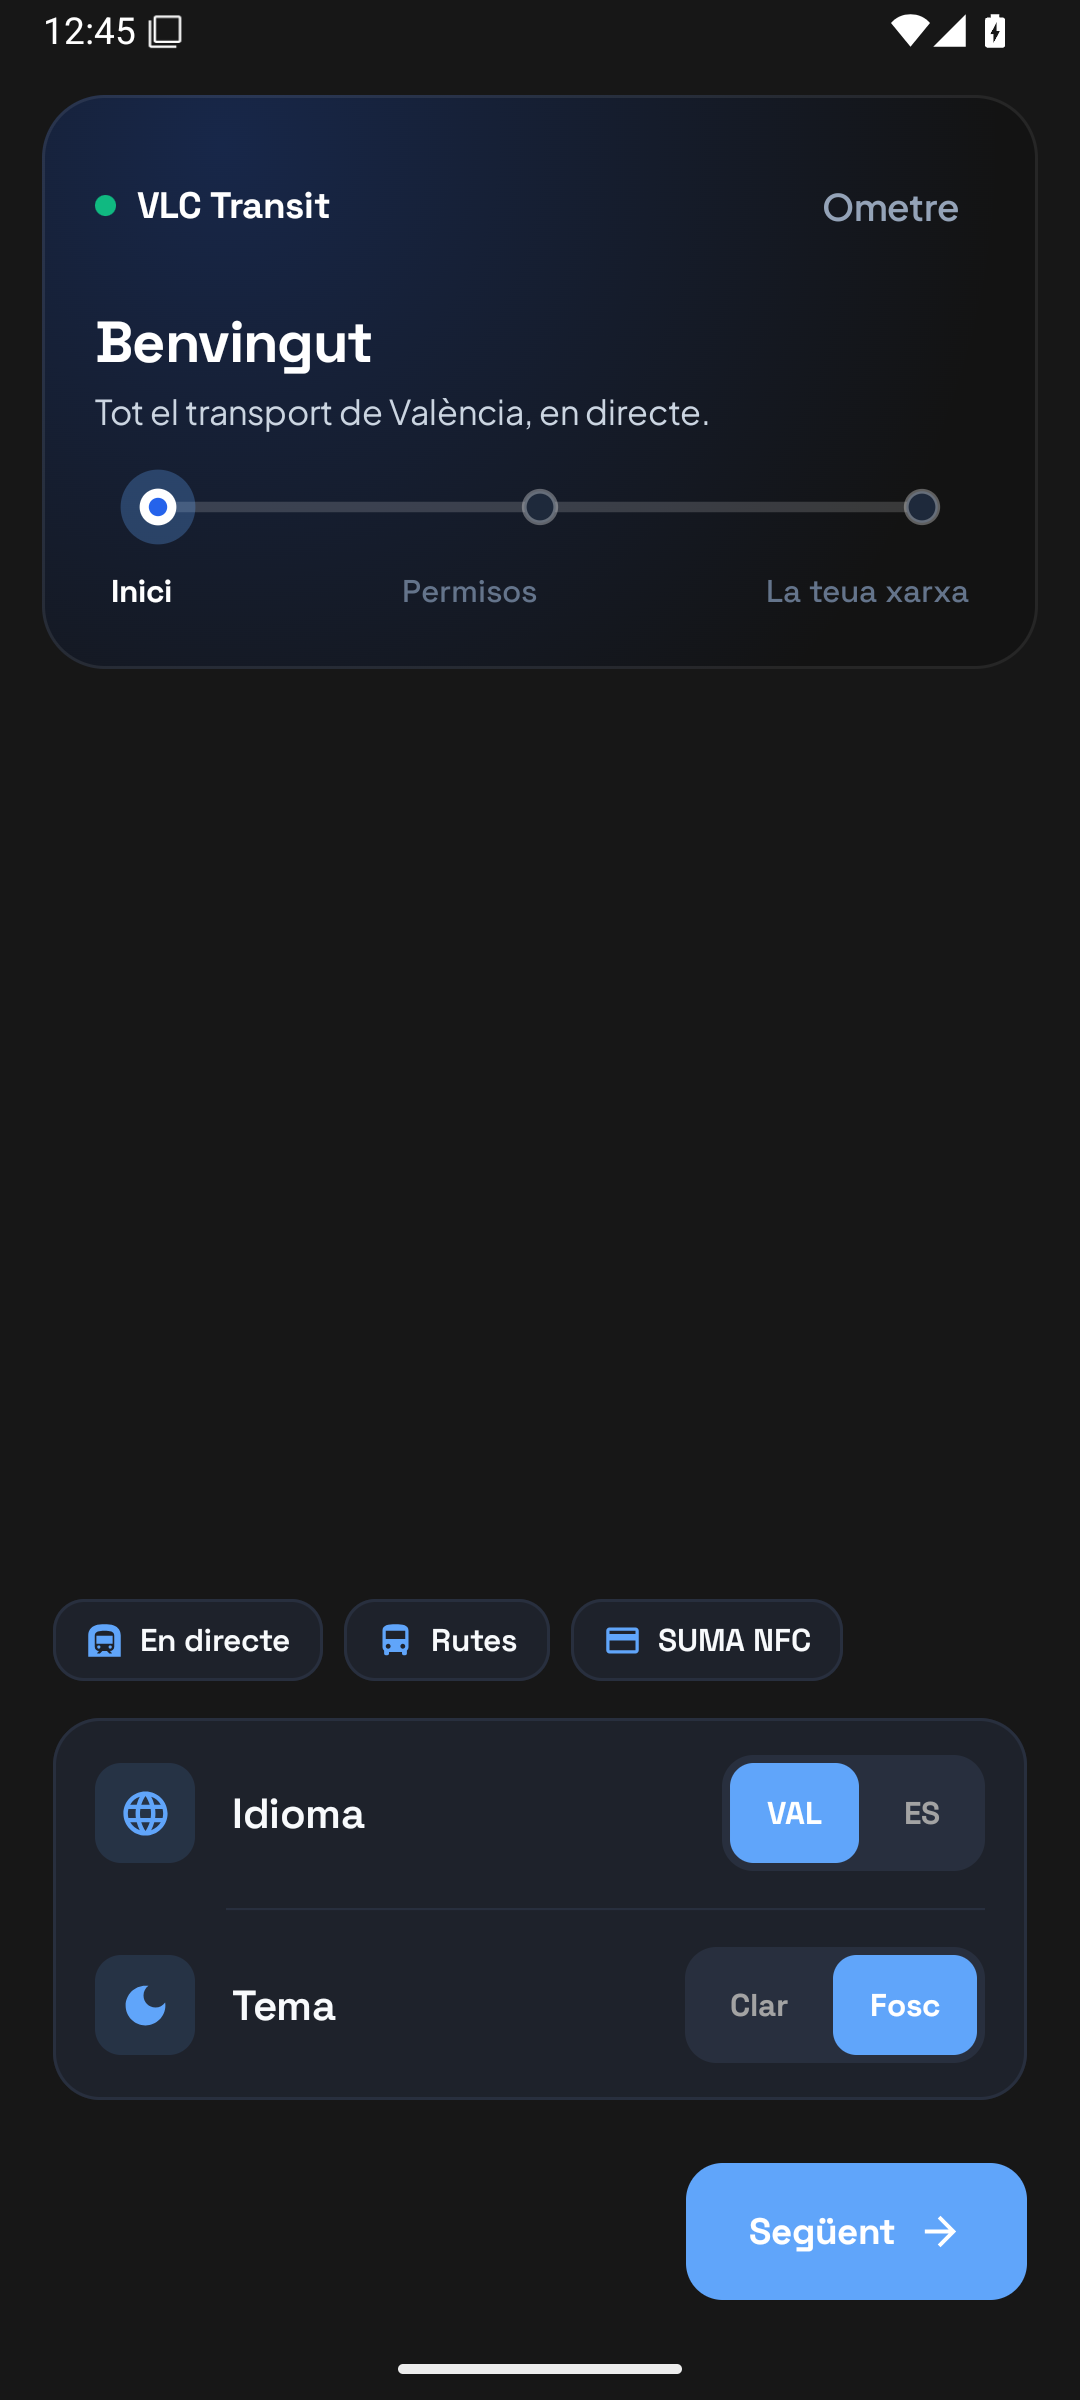 12:45
VLC Transit
Ometre
Benvingut
Tot el transport de València, en directe.
Inici
Permisos
La teua xarxa
En directe
Rutes
SUMA NFC
Idioma
VAL
ES
Tema
Clar
Fosc
Següent